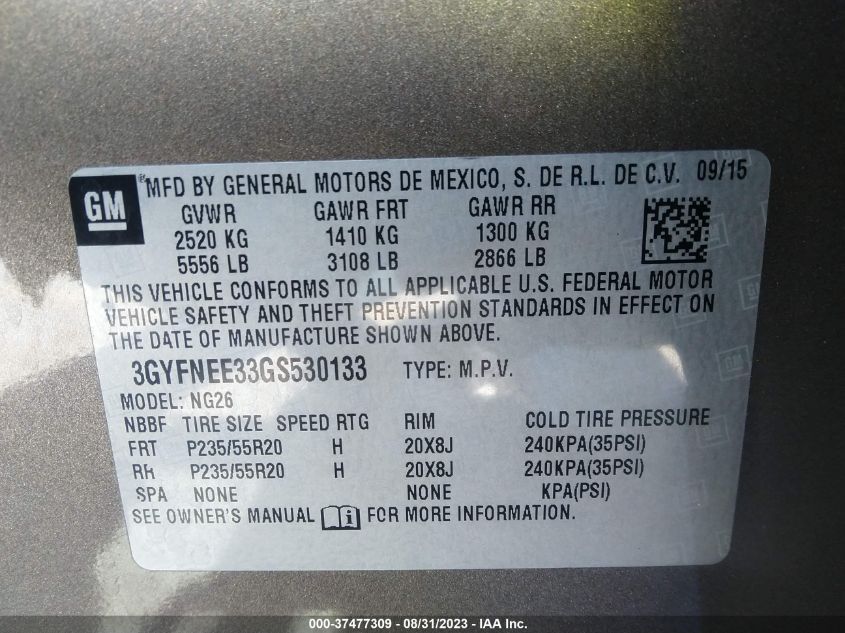 GM
® MFD BY GENERAL MOTORS DE MEXICO, S. DE R.L. DE C.V. 09/15
GVWR GAWR FRT GAWR RR
2520 KG 1410 KG 1300 KG
5556 LB 3108 LB 2866 LB
THIS VEHICLE CONFORMS TO ALL APPLICABLE U.S. FEDERAL MOTOR
VEHICLE SAFETY AND THEFT PREVENTION STANDARDS IN EFFECT ON
THE DATE OF MANUFACTURE SHOWN ABOVE.
3GYFNEE33GS530133 TYPE: M.P.V.
MODEL: NG26
NBBF TIRE SIZE SPEED RTG RIM COLD TIRE PRESSURE
FRT P235/55R20 H 20X8J 240KPA(35PSI)
RH P235/55R20 H 20X8J 240KPA(35PSI)
SPA NONE NONE KPA(PSI)
SEE OWNER'S MANUAL i FOR MORE INFORMATION.
000-37477309 - 08/31/2023 - IAA Inc.